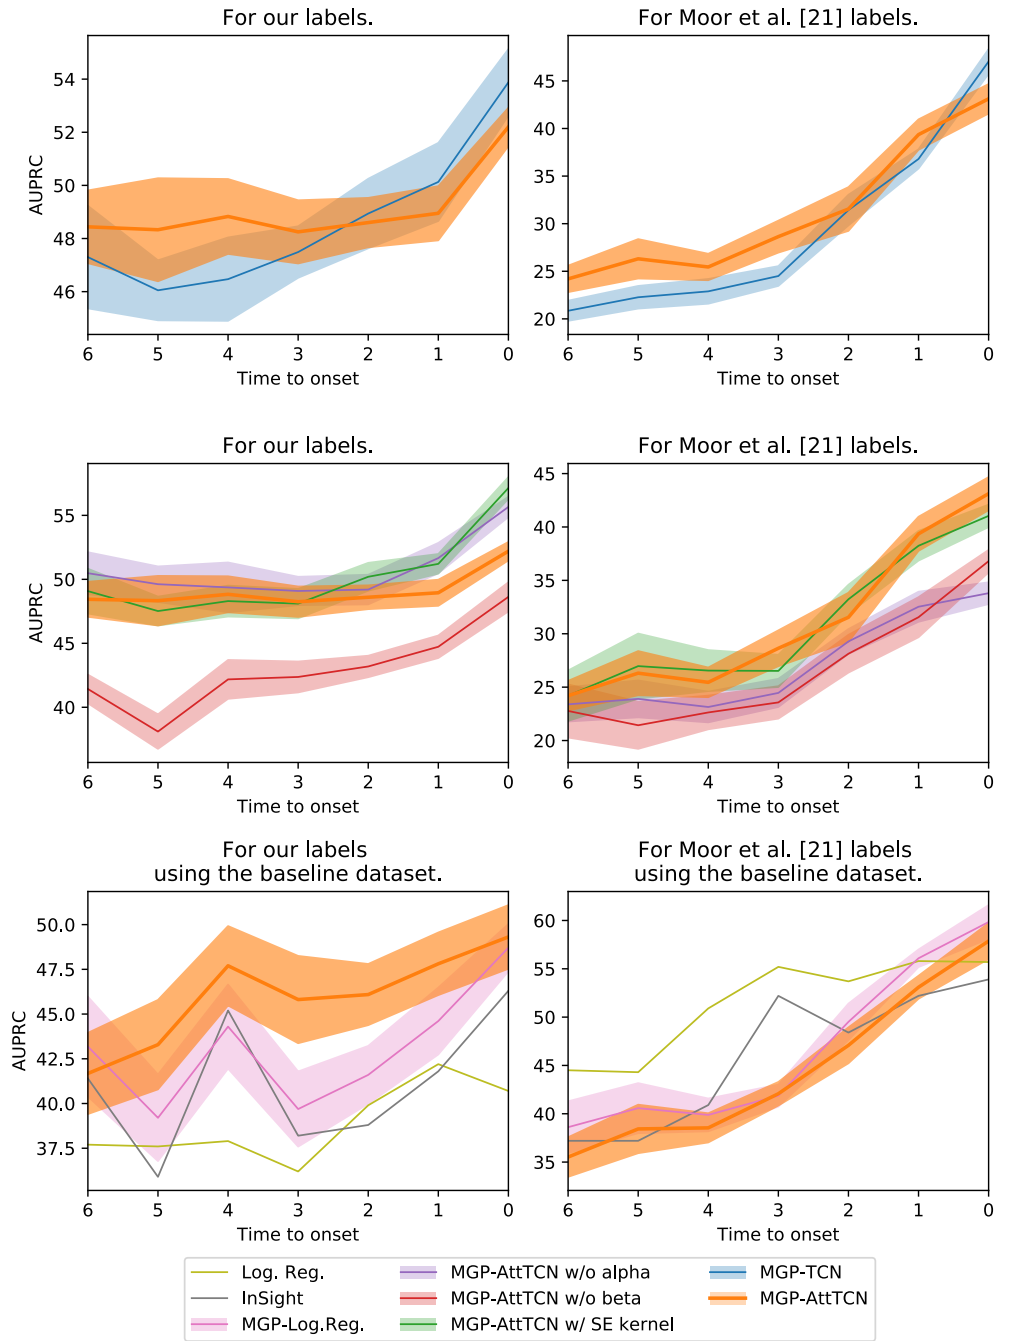 For our labels.
For Moor et al. [21] labels.
AUPRC
54
52
50
48
46
6 5 4 3 2 1 0
Time to onset
45
40
35
30
25
20
6 5 4 3 2 1 0
Time to onset
For our labels.
For Moor et al. [21] labels.
AUPRC
55
50
45
40
6 5 4 3 2 1 0
Time to onset
45
40
35
30
25
20
6 5 4 3 2 1 0
Time to onset
For our labels
using the baseline dataset.
For Moor et al. [21] labels
using the baseline dataset.
AUPRC
50.0
47.5
45.0
42.5
40.0
37.5
6 5 4 3 2 1 0
Time to onset
60
55
50
45
40
35
6 5 4 3 2 1 0
Time to onset
Log. Reg.
InSight
MGP-Log.Reg.
MGP-AttTCN w/o alpha
MGP-AttTCN w/o beta
MGP-AttTCN w/ SE kernel
MGP-TCN
MGP-AttTCN